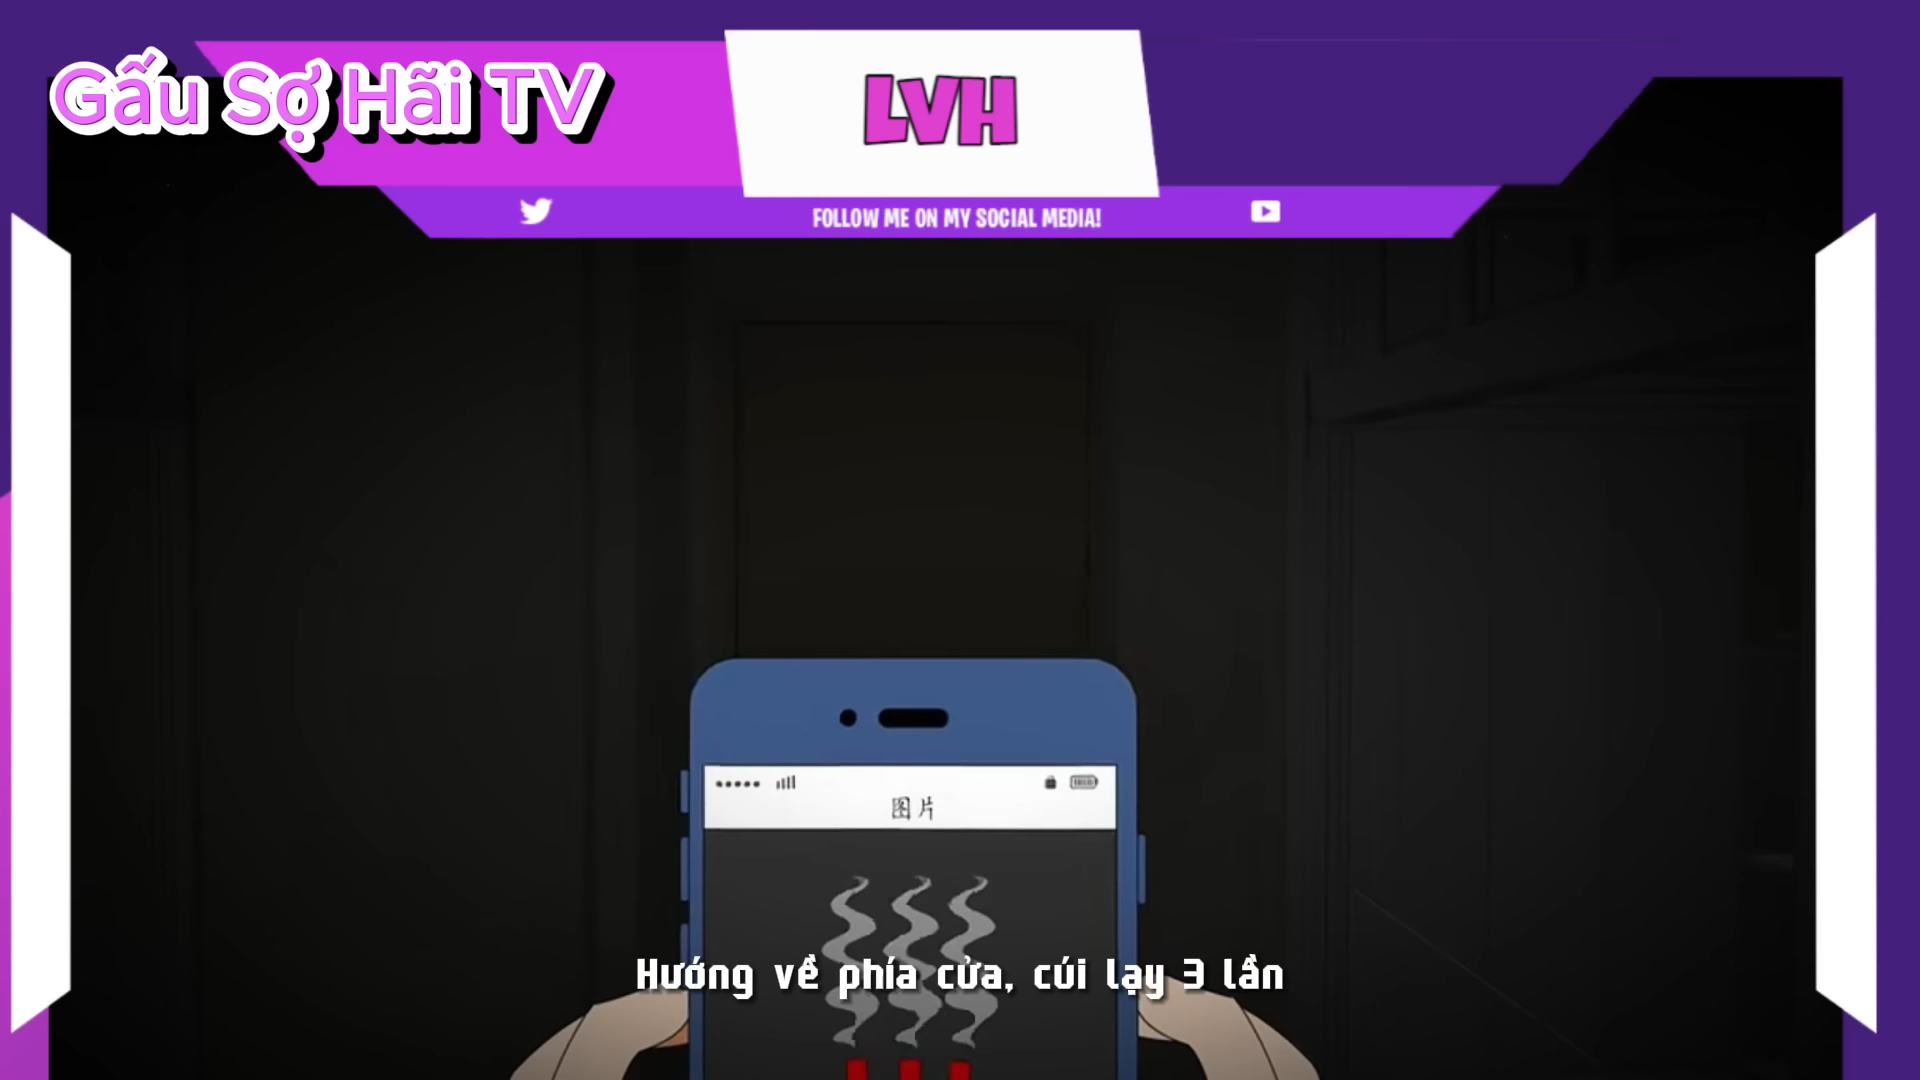 Gấu Sợ Hãi TV
LVH
FOLLOW ME ON MY SOCIAL MEDIA!
图片
Hướng về phía cửa, cúi lạy 3 lần